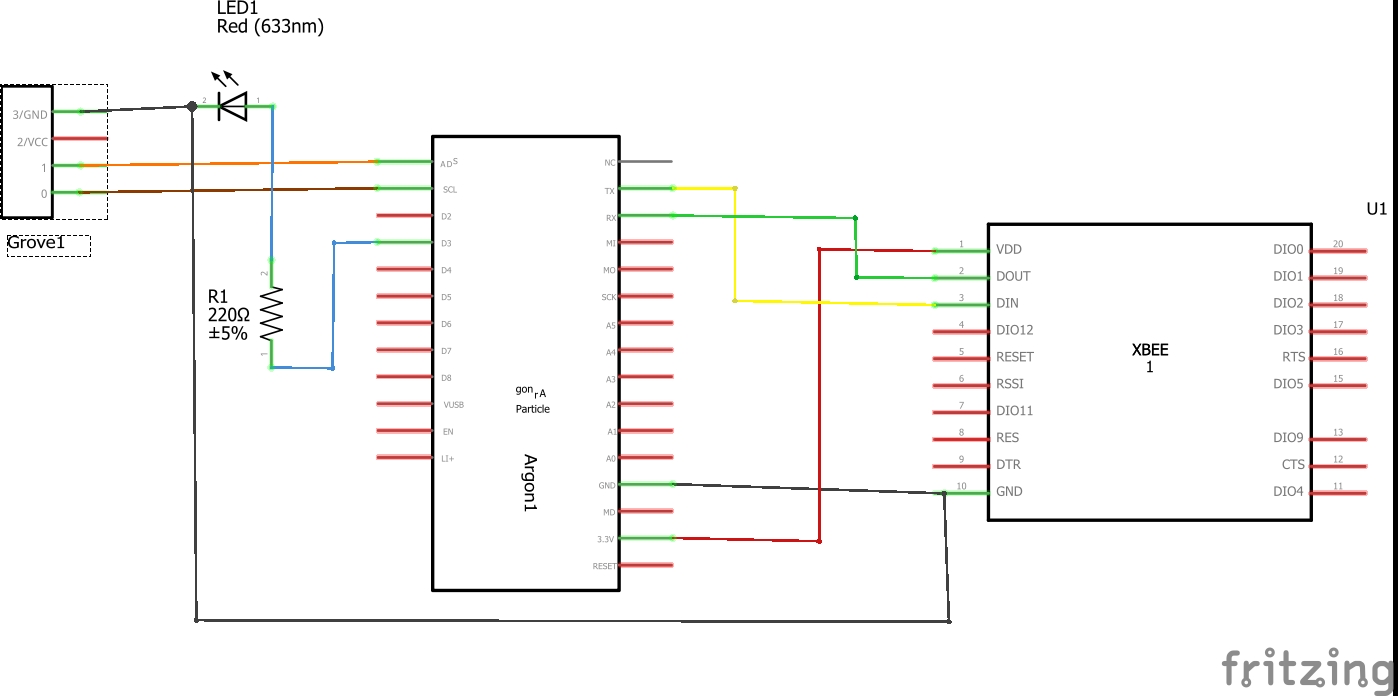 LED1
Red (633nm)
2
1
3/GND
2/VCC
1
0
Grove1
2
R1
220Ω
±5%
1
ADS
SCL
D2
D3
D4
D5
D6
D7
D8
VUSB
EN
LI+
gonrA
Particle
Argon1
NC
TX
RX
MI
MO
SCK
A5
A4
A3
A2
A1
A0
GND
MD
3.3V
RESET
U1
1 VDD
2 DOUT
3 DIN
4 DIO12
5 RESET
6 RSSI
7 DIO11
8 RES
9 DTR
10 GND
XBEE
1
DIO0 20
DIO1 19
DIO2 18
DIO3 17
RTS 16
DIO5 15
DIO9 13
CTS 12
DIO4 11
fritzing